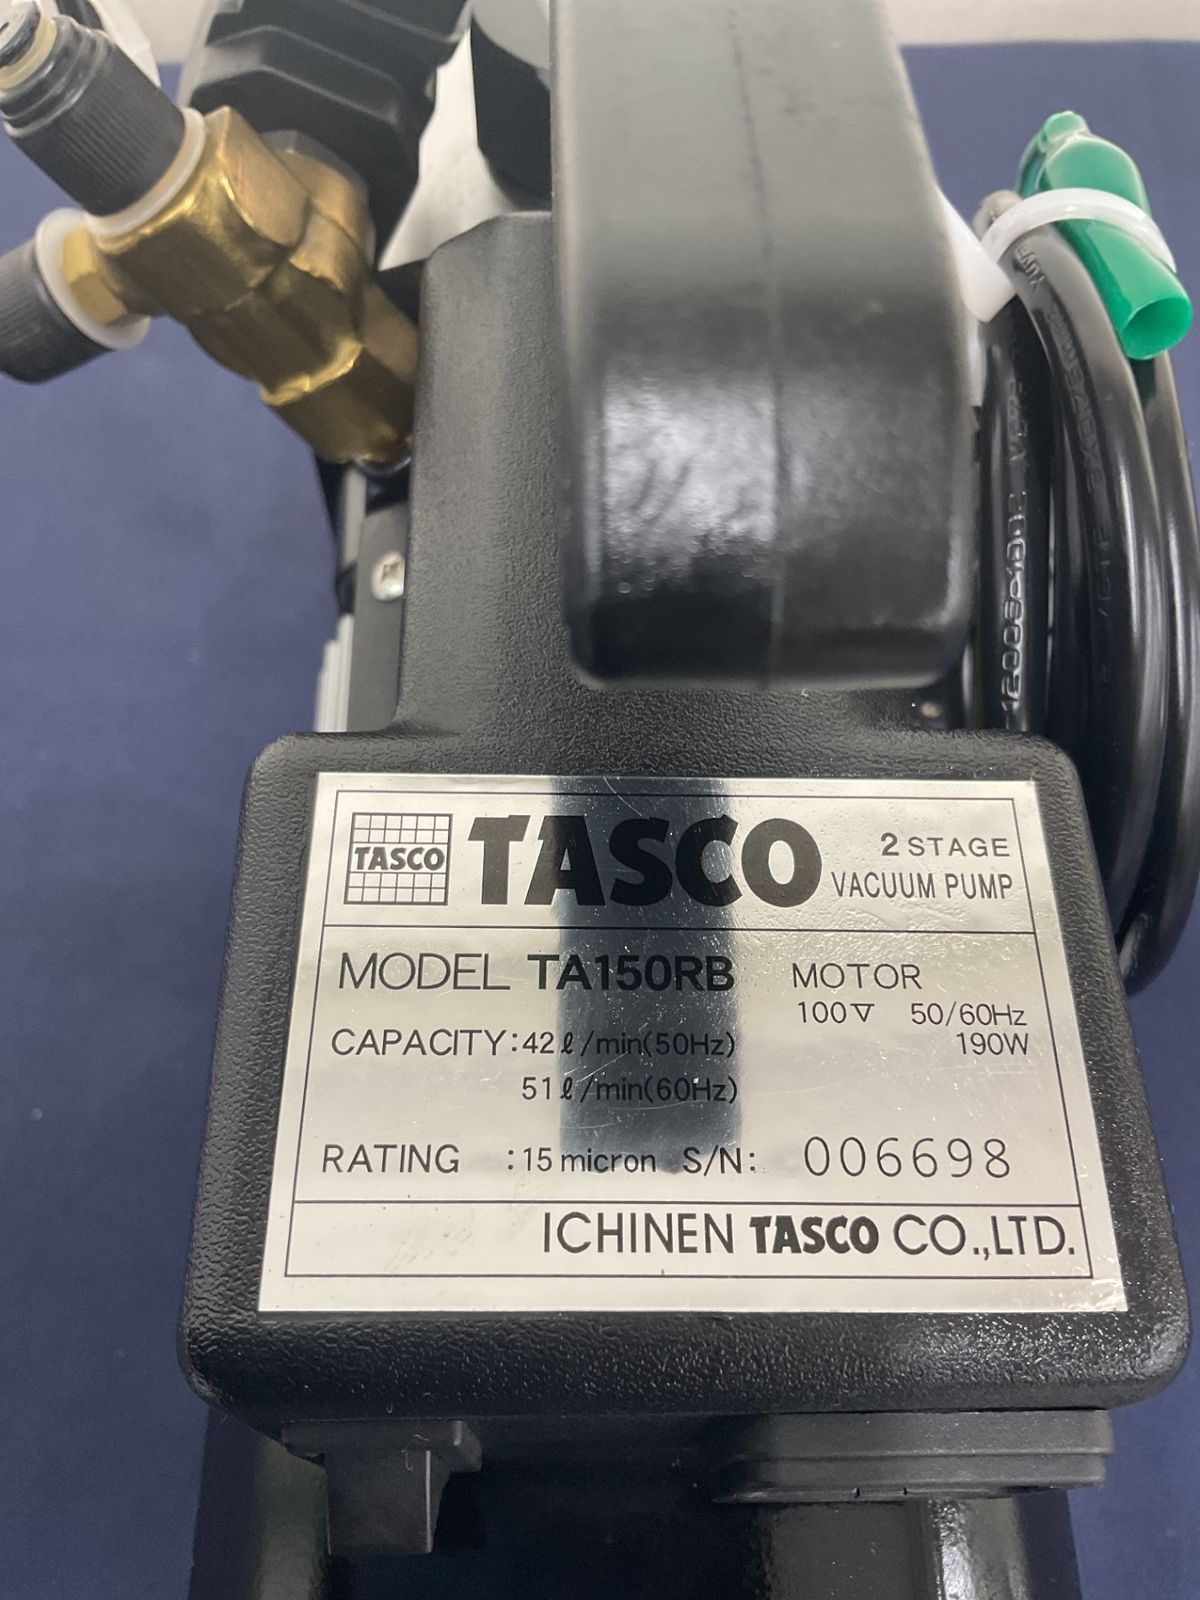 TASCO
TASCO
2 STAGE
VACUUM PUMP
MODEL TA150RB
MOTOR
100V 50/60Hz
190W
CAPACITY:42ℓ/min(50Hz)
51ℓ/min(60Hz)
RATING :15 micron S/N: 006698
ICHINEN TASCO CO.,LTD.